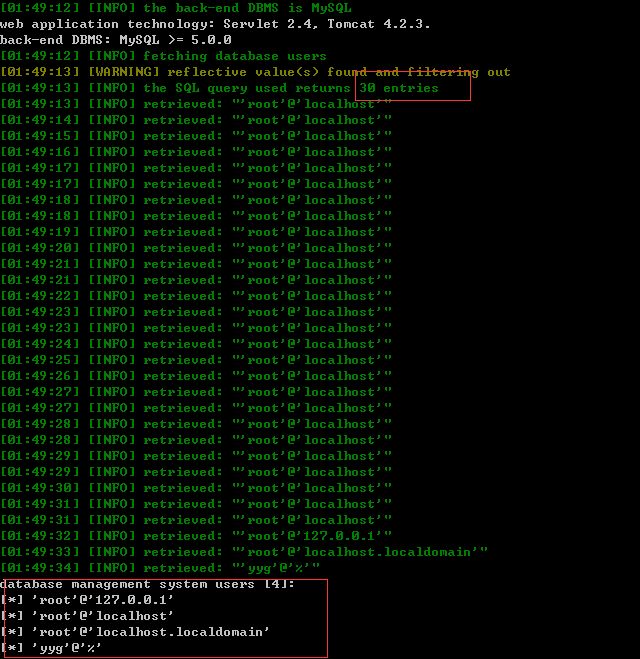 [01:49:12] [INFO] the back-end DBMS is MySQL
web application technology: Servlet 2.4, Tomcat 4.2.3.
back-end DBMS: MySQL >= 5.0.0
[01:49:12] [INFO] fetching database users
[01:49:13] [WARNING] reflective value(s) found and filtering out
[01:49:13] [INFO] the SQL query used returns 30 entries
[01:49:13] [INFO] retrieved: "'root'@'localhost'"
[01:49:14] [INFO] retrieved: "'root'@'localhost'"
[01:49:15] [INFO] retrieved: "'root'@'localhost'"
[01:49:16] [INFO] retrieved: "'root'@'localhost'"
[01:49:17] [INFO] retrieved: "'root'@'localhost'"
[01:49:17] [INFO] retrieved: "'root'@'localhost'"
[01:49:18] [INFO] retrieved: "'root'@'localhost'"
[01:49:18] [INFO] retrieved: "'root'@'localhost'"
[01:49:19] [INFO] retrieved: "'root'@'localhost'"
[01:49:20] [INFO] retrieved: "'root'@'localhost'"
[01:49:21] [INFO] retrieved: "'root'@'localhost'"
[01:49:21] [INFO] retrieved: "'root'@'localhost'"
[01:49:22] [INFO] retrieved: "'root'@'localhost'"
[01:49:23] [INFO] retrieved: "'root'@'localhost'"
[01:49:23] [INFO] retrieved: "'root'@'localhost'"
[01:49:24] [INFO] retrieved: "'root'@'localhost'"
[01:49:25] [INFO] retrieved: "'root'@'localhost'"
[01:49:26] [INFO] retrieved: "'root'@'localhost'"
[01:49:27] [INFO] retrieved: "'root'@'localhost'"
[01:49:27] [INFO] retrieved: "'root'@'localhost'"
[01:49:28] [INFO] retrieved: "'root'@'localhost'"
[01:49:28] [INFO] retrieved: "'root'@'localhost'"
[01:49:29] [INFO] retrieved: "'root'@'localhost'"
[01:49:29] [INFO] retrieved: "'root'@'localhost'"
[01:49:30] [INFO] retrieved: "'root'@'localhost'"
[01:49:31] [INFO] retrieved: "'root'@'localhost'"
[01:49:31] [INFO] retrieved: "'root'@'localhost'"
[01:49:32] [INFO] retrieved: "'root'@'127.0.0.1'"
[01:49:33] [INFO] retrieved: "'root'@'localhost.localdomain'"
[01:49:34] [INFO] retrieved: "'yyg'@'%'"
database management system users [4]:
[*] 'root'@'127.0.0.1'
[*] 'root'@'localhost'
[*] 'root'@'localhost.localdomain'
[*] 'yyg'@'%'